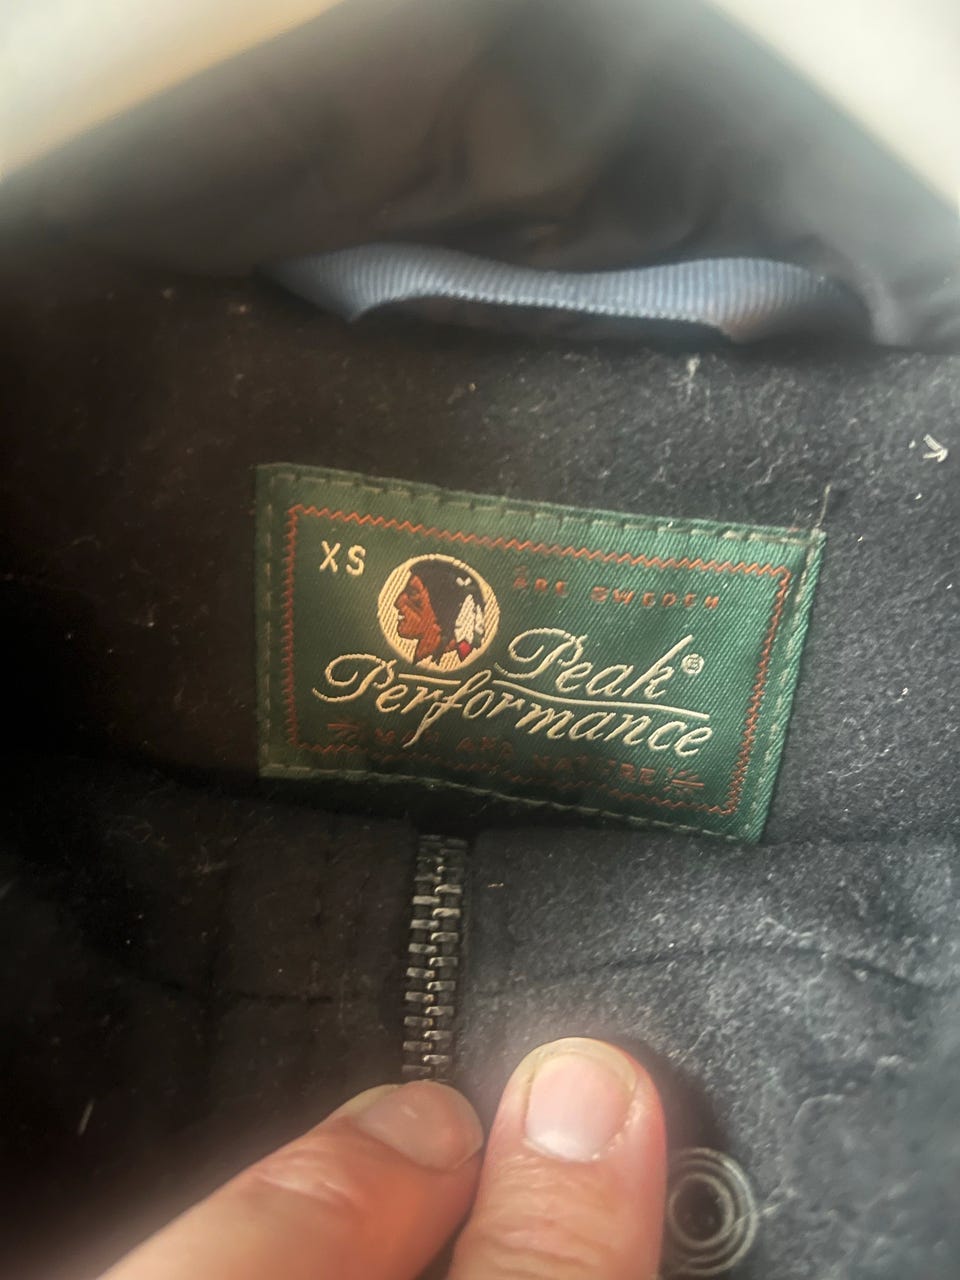 XS
ÅRE SWEDEN
Peak®
Performance
MAN AND NATURE